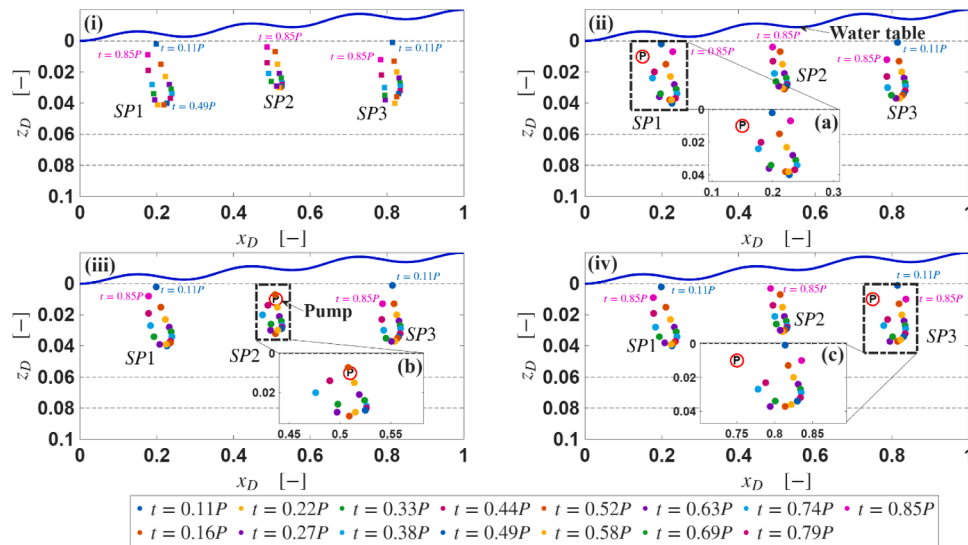 (i)
t = 0.85P
t = 0.11P
t = 0.85P
t = 0.85P
t = 0.11P
t = 0.49P
SP1
SP2
SP3
0
0.02
0.04
0.06
0.08
0.1
z_D [−]
0 0.2 0.4 0.6 0.8 1
x_D [−]
(ii)
Water table
P
t = 0.85P
t = 0.85P
t = 0.11P
SP1
SP2
SP3
(a)
P
0
0.02
0.04
0.1 0.2 0.3
0
0.02
0.04
0.06
0.08
0.1
z_D [−]
0 0.2 0.4 0.6 0.8 1
x_D [−]
(iii)
t = 0.85P
t = 0.11P
t = 0.11P
P
Pump
SP1
SP2
SP3
(b)
P
0.02
0.04
0.45 0.5 0.55
0
0.02
0.04
0.06
0.08
0.1
z_D [−]
0 0.2 0.4 0.6 0.8 1
x_D [−]
(iv)
t = 0.85P
t = 0.11P
t = 0.85P
t = 0.11P
P
t = 0.85P
SP1
SP2
SP3
(c)
P
0
0.02
0.04
0.75 0.8 0.85
0
0.02
0.04
0.06
0.08
0.1
z_D [−]
0 0.2 0.4 0.6 0.8 1
x_D [−]
t = 0.11P t = 0.22P t = 0.33P t = 0.44P t = 0.52P t = 0.63P t = 0.74P t = 0.85P
t = 0.16P t = 0.27P t = 0.38P t = 0.49P t = 0.58P t = 0.69P t = 0.79P